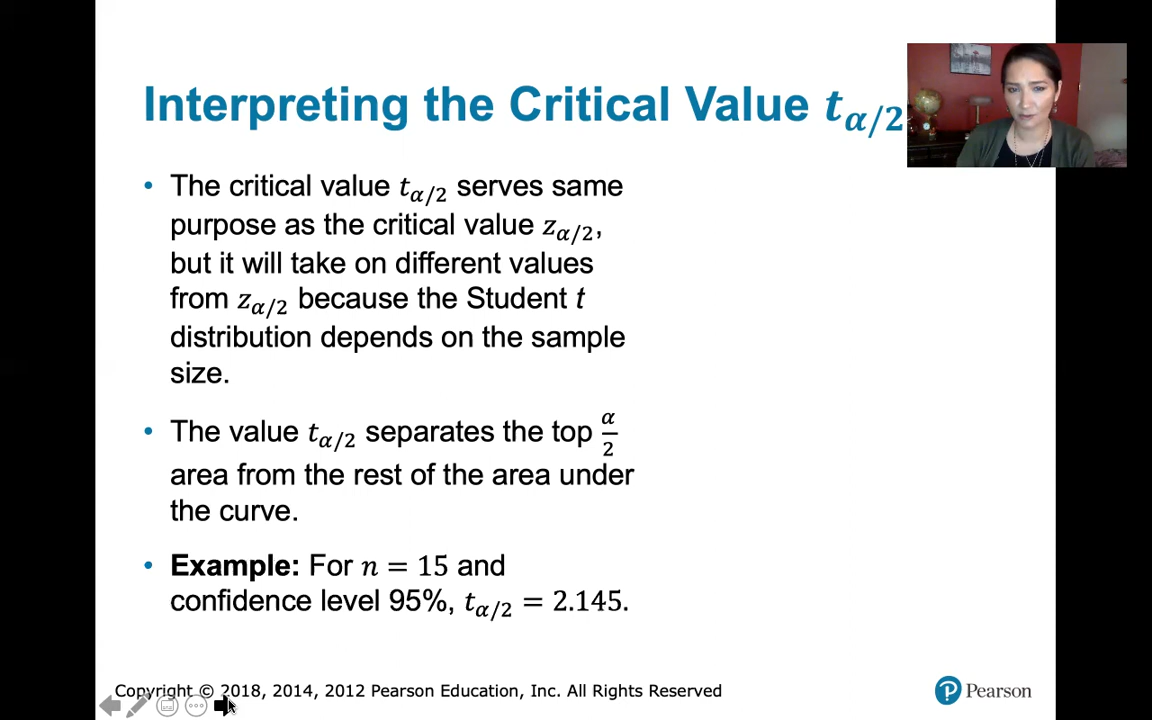 Interpreting the Critical Value 𝑡𝛼/2
• The critical value 𝑡𝛼/2 serves same
purpose as the critical value 𝑧𝛼/2,
but it will take on different values
from 𝑧𝛼/2 because the Student t
distribution depends on the sample
size.
• The value 𝑡𝛼/2 separates the top 𝛼/2
area from the rest of the area under
the curve.
• Example: For 𝑛 = 15 and
confidence level 95%, 𝑡𝛼/2 = 2.145.
Copyright © 2018, 2014, 2012 Pearson Education, Inc. All Rights Reserved
P Pearson